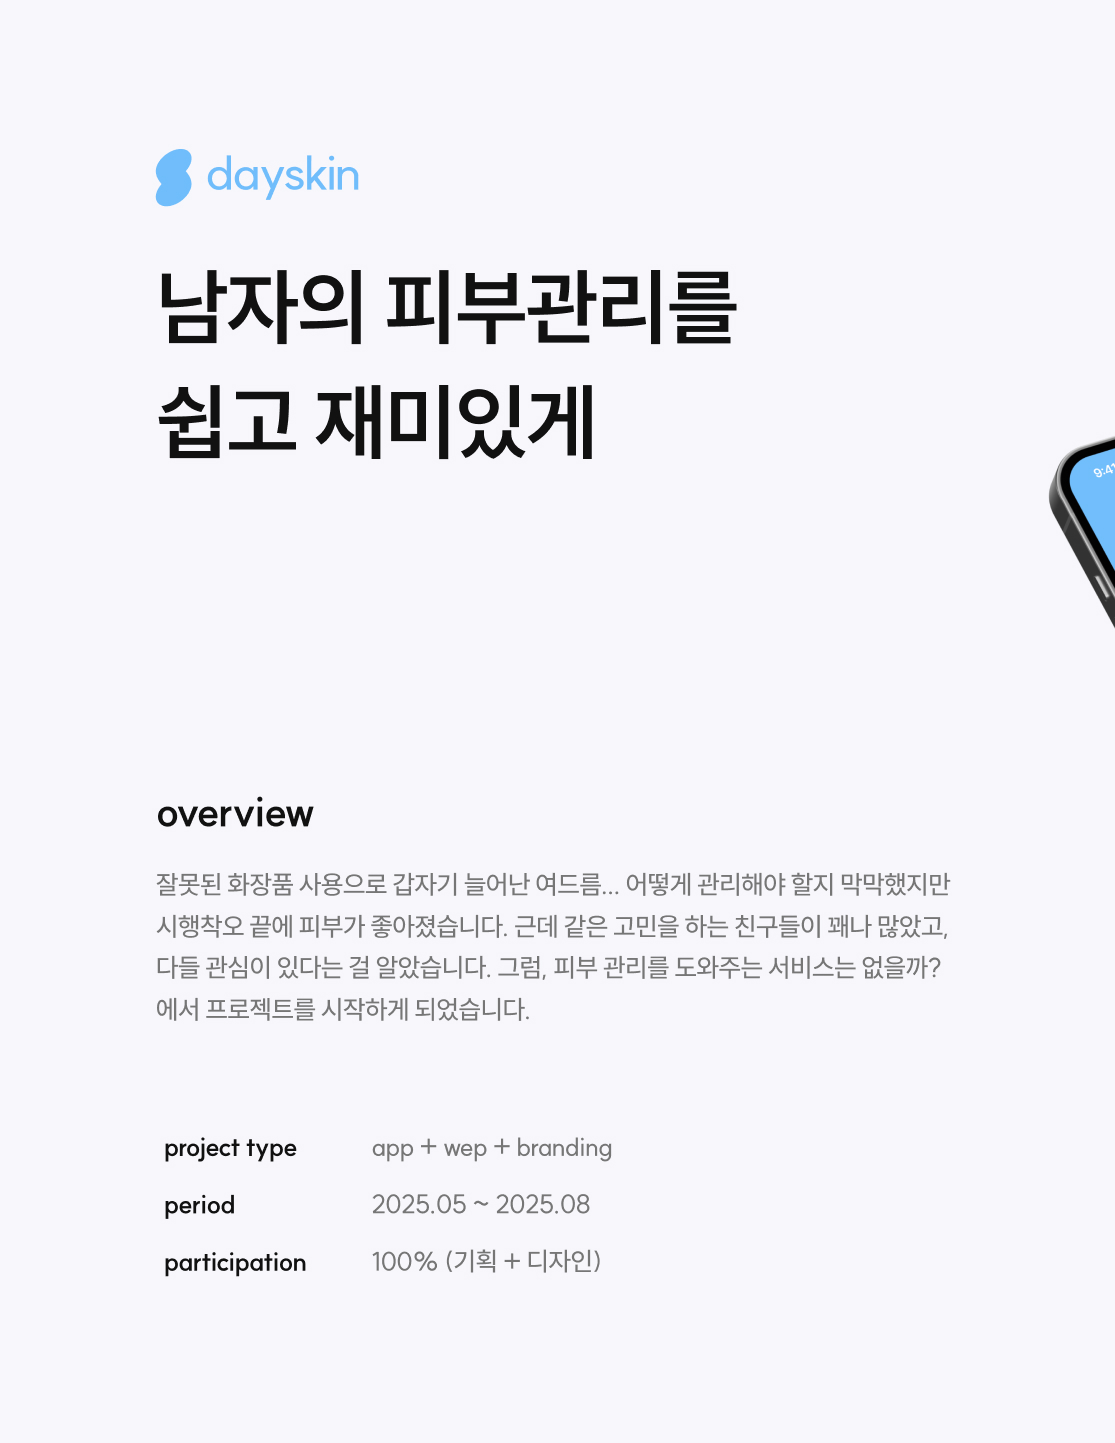 dayskin
남자의 피부관리를
쉽고 재미있게
9:41
overview
잘못된 화장품 사용으로 갑자기 늘어난 여드름... 어떻게 관리해야 할지 막막했지만
시행착오 끝에 피부가 좋아졌습니다. 근데 같은 고민을 하는 친구들이 꽤나 많았고,
다들 관심이 있다는 걸 알았습니다. 그럼, 피부 관리를 도와주는 서비스는 없을까?
에서 프로젝트를 시작하게 되었습니다.
project type app + wep + branding
period 2025.05 ~ 2025.08
participation 100% (기획 + 디자인)